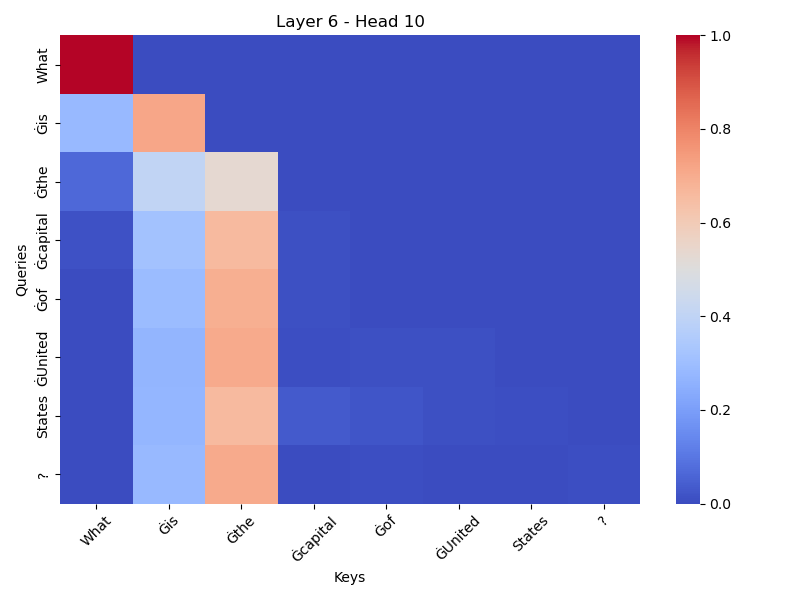 Layer 6 - Head 10
Queries
What
Ġis
Ġthe
Ġcapital
Ġof
ĠUnited
States
?
What
Ġis
Ġthe
Ġcapital
Ġof
ĠUnited
States
?
Keys
1.0
0.8
0.6
0.4
0.2
0.0